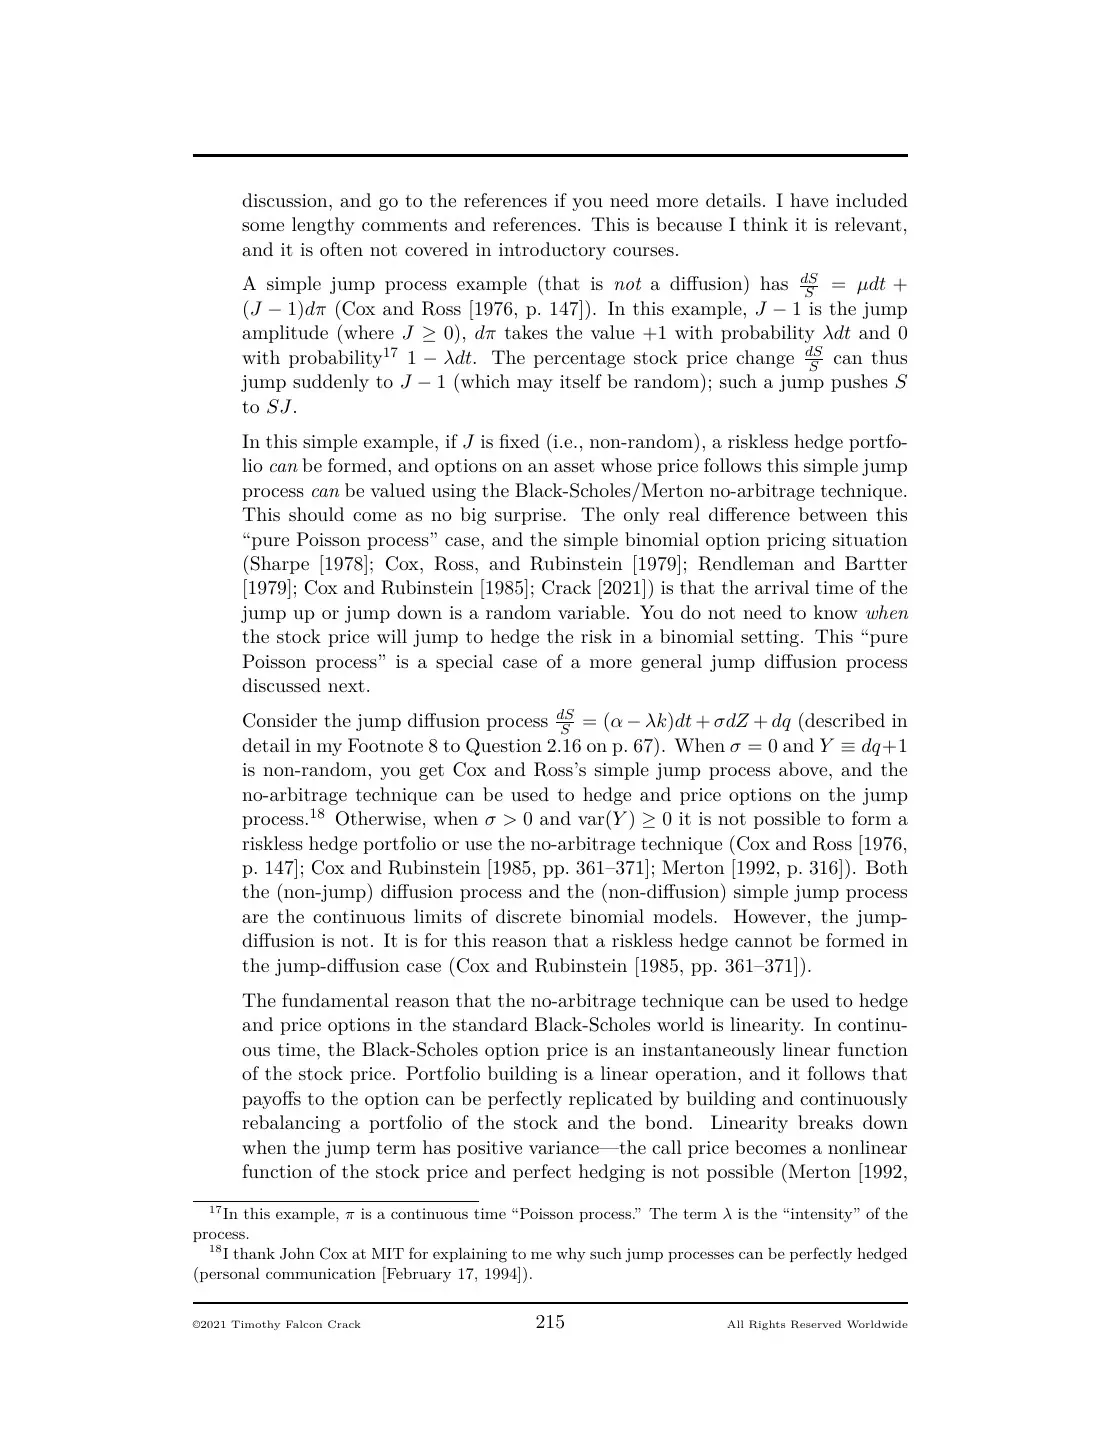 discussion, and go to the references if you need more details. I have included
some lengthy comments and references. This is because I think it is relevant,
and it is often not covered in introductory courses.
A simple jump process example (that is not a diffusion) has dS/S = μdt +
(J − 1)dπ (Cox and Ross [1976, p. 147]). In this example, J − 1 is the jump
amplitude (where J ≥ 0), dπ takes the value +1 with probability λdt and 0
with probability¹⁷ 1 − λdt. The percentage stock price change dS/S can thus
jump suddenly to J − 1 (which may itself be random); such a jump pushes S
to SJ.
In this simple example, if J is fixed (i.e., non-random), a riskless hedge portfo-
lio can be formed, and options on an asset whose price follows this simple jump
process can be valued using the Black-Scholes/Merton no-arbitrage technique.
This should come as no big surprise. The only real difference between this
“pure Poisson process” case, and the simple binomial option pricing situation
(Sharpe [1978]; Cox, Ross, and Rubinstein [1979]; Rendleman and Bartter
[1979]; Cox and Rubinstein [1985]; Crack [2021]) is that the arrival time of the
jump up or jump down is a random variable. You do not need to know when
the stock price will jump to hedge the risk in a binomial setting. This “pure
Poisson process” is a special case of a more general jump diffusion process
discussed next.
Consider the jump diffusion process dS/S = (α − λk)dt + σdZ + dq (described in
detail in my Footnote 8 to Question 2.16 on p. 67). When σ = 0 and Y ≡ dq+1
is non-random, you get Cox and Ross’s simple jump process above, and the
no-arbitrage technique can be used to hedge and price options on the jump
process.¹⁸ Otherwise, when σ > 0 and var(Y) ≥ 0 it is not possible to form a
riskless hedge portfolio or use the no-arbitrage technique (Cox and Ross [1976,
p. 147]; Cox and Rubinstein [1985, pp. 361–371]; Merton [1992, p. 316]). Both
the (non-jump) diffusion process and the (non-diffusion) simple jump process
are the continuous limits of discrete binomial models. However, the jump-
diffusion is not. It is for this reason that a riskless hedge cannot be formed in
the jump-diffusion case (Cox and Rubinstein [1985, pp. 361–371]).
The fundamental reason that the no-arbitrage technique can be used to hedge
and price options in the standard Black-Scholes world is linearity. In continu-
ous time, the Black-Scholes option price is an instantaneously linear function
of the stock price. Portfolio building is a linear operation, and it follows that
payoffs to the option can be perfectly replicated by building and continuously
rebalancing a portfolio of the stock and the bond. Linearity breaks down
when the jump term has positive variance—the call price becomes a nonlinear
function of the stock price and perfect hedging is not possible (Merton [1992,
¹⁷In this example, π is a continuous time “Poisson process.” The term λ is the “intensity” of the
process.
¹⁸I thank John Cox at MIT for explaining to me why such jump processes can be perfectly hedged
(personal communication [February 17, 1994]).
©2021 Timothy Falcon Crack 215 All Rights Reserved Worldwide